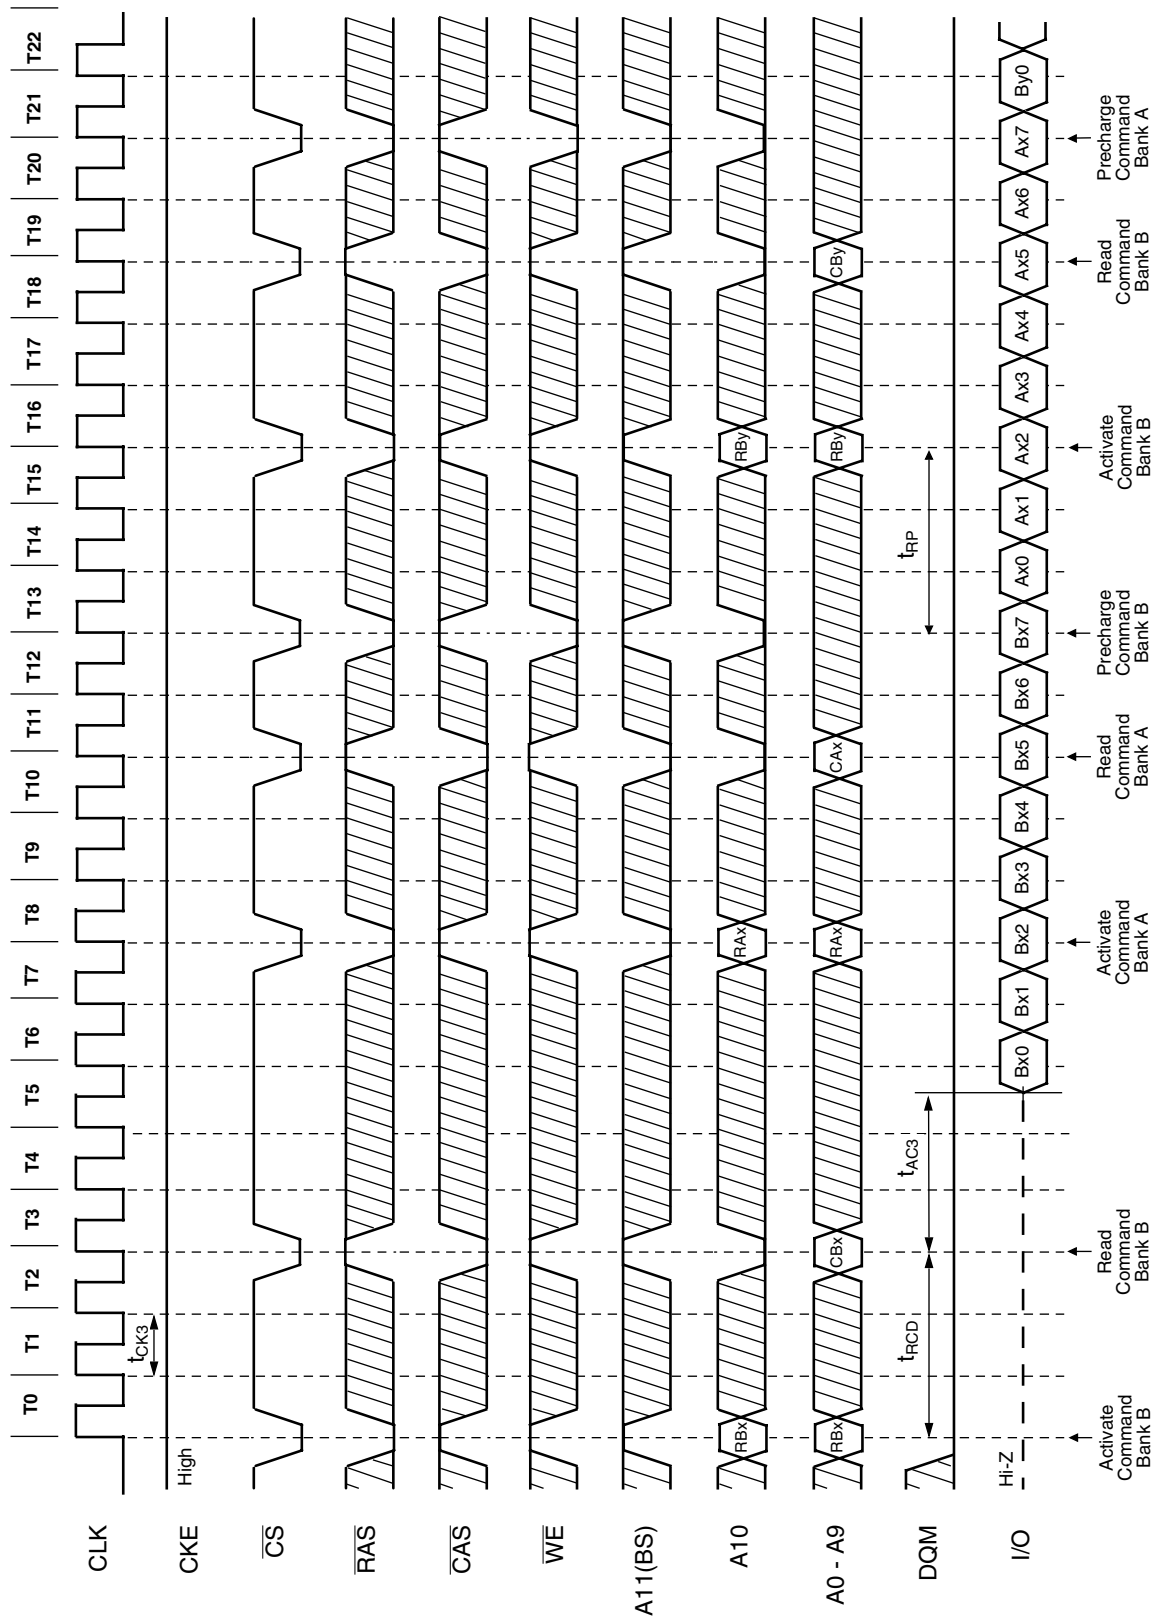 T0 T1 T2 T3 T4 T5 T6 T7 T8 T9 T10 T11 T12 T13 T14 T15 T16 T17 T18 T19 T20 T21 T22
CLK
tCK3
CKE
High
CS
RAS
CAS
WE
A11(BS)
A10
RBx RAx RBy
A0 - A9
RBx CBx RAx CAx RBy CBy
DQM
tRCD tAC3 tRP
I/O
Hi-Z
Bx0 Bx1 Bx2 Bx3 Bx4 Bx5 Bx6 Bx7 Ax0 Ax1 Ax2 Ax3 Ax4 Ax5 Ax6 Ax7 By0
Activate
Command
Bank B
Read
Command
Bank B
Activate
Command
Bank A
Read
Command
Bank A
Precharge
Command
Bank B
Activate
Command
Bank B
Read
Command
Bank B
Precharge
Command
Bank A